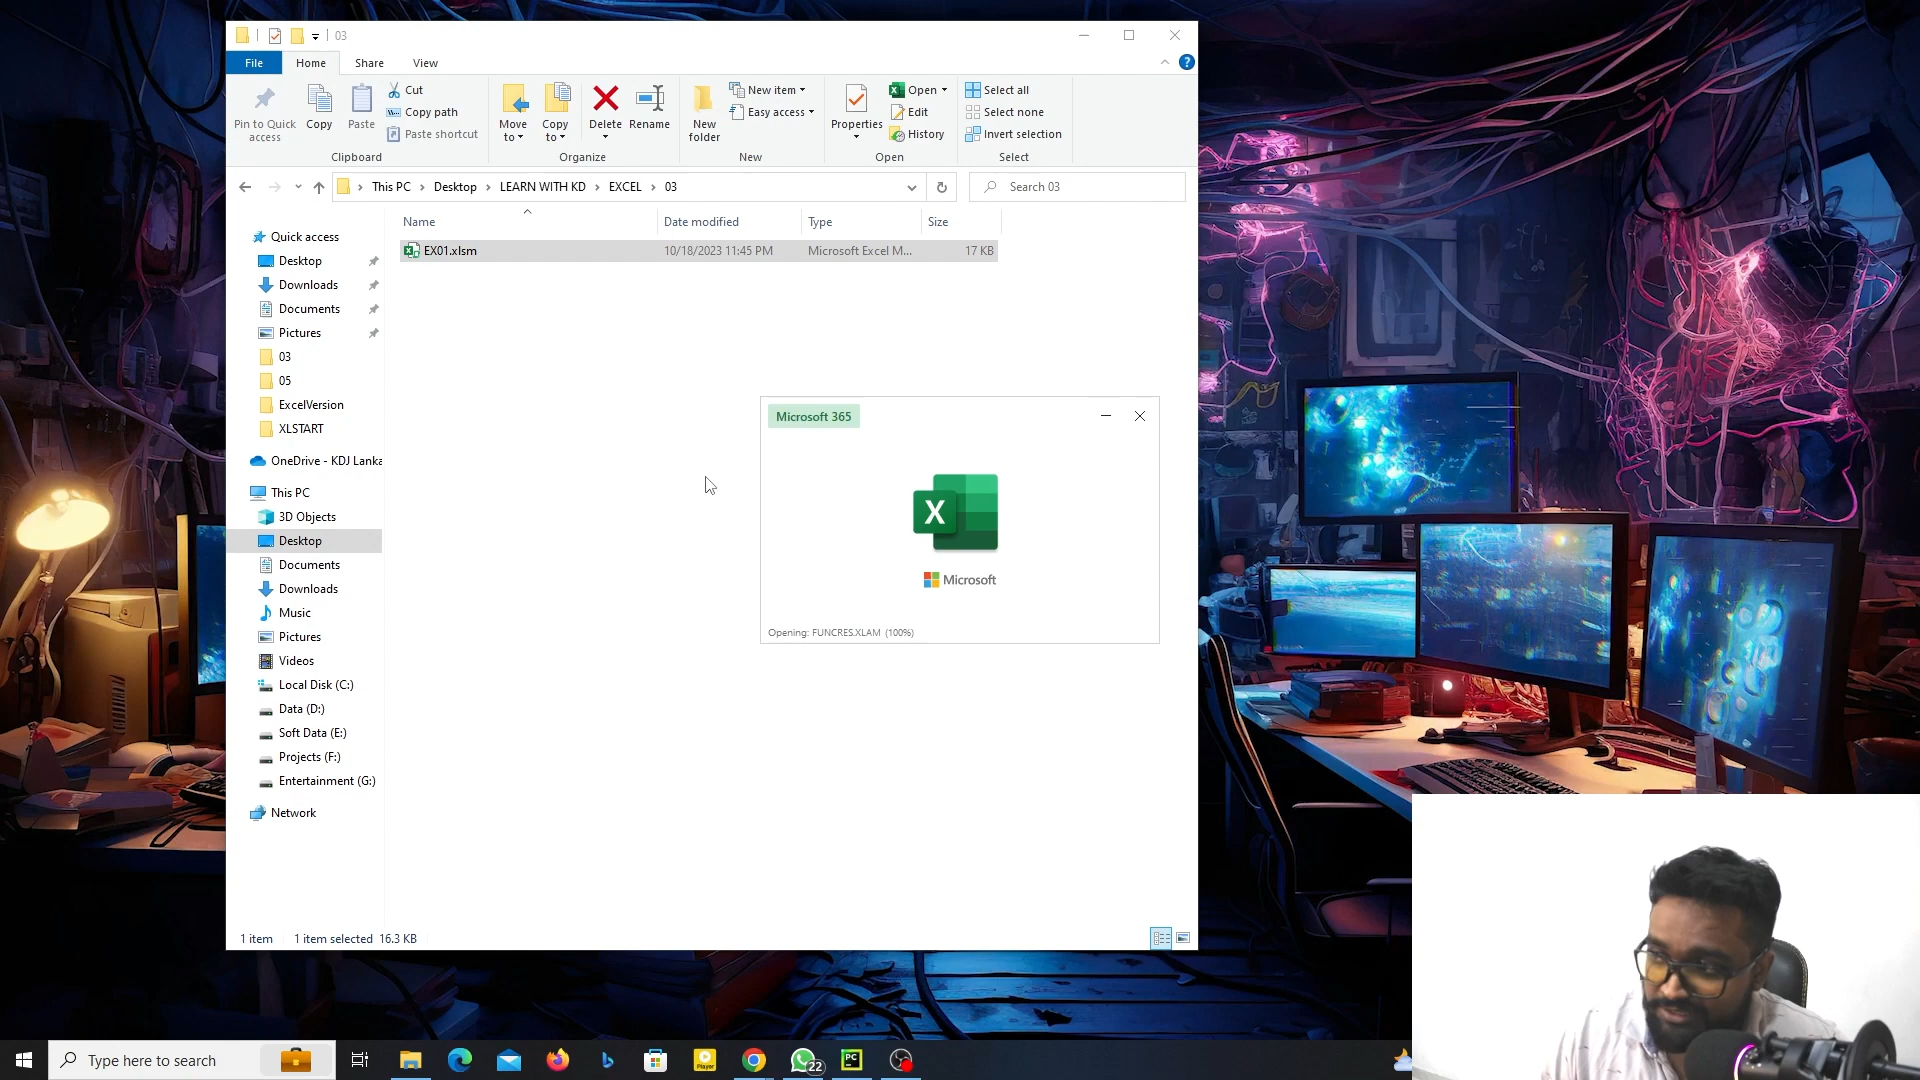 03
File Home Share View
Pin to Quick access
Copy
Paste
Cut
Copy path
Paste shortcut
Clipboard
Move to
Copy to
Delete
Rename
Organize
New folder
New item
Easy access
New
Properties
Open
Edit
History
Open
Select all
Select none
Invert selection
Select
This PC > Desktop > LEARN WITH KD > EXCEL > 03
Search 03
Name Date modified Type Size
EX01.xlsm 10/18/2023 11:45 PM Microsoft Excel M... 17 KB
Quick access
Desktop
Downloads
Documents
Pictures
03
05
ExcelVersion
XLSTART
OneDrive - KDJ Lanka
This PC
3D Objects
Desktop
Documents
Downloads
Music
Pictures
Videos
Local Disk (C:)
Data (D:)
Soft Data (E:)
Projects (F:)
Entertainment (G:)
Network
Microsoft 365
X
Microsoft
Opening: FUNCRES.XLAM (100%)
1 item 1 item selected 16.3 KB
Type here to search
Player
22
PC